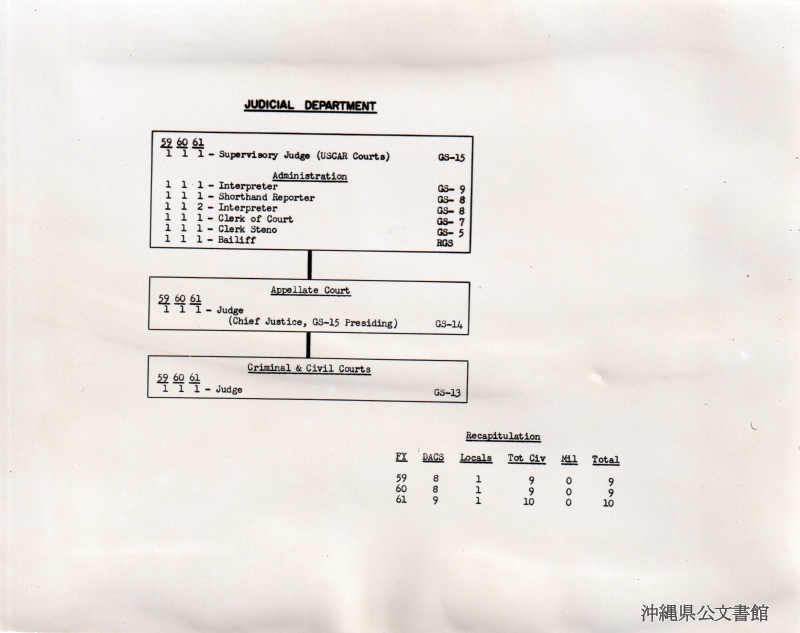 JUDICIAL DEPARTMENT
59 60 61
1 1 1 - Supervisory Judge (USCAR Courts) GS-15
Administration
1 1 1 - Interpreter GS- 9
1 1 1 - Shorthand Reporter GS- 8
1 1 2 - Interpreter GS- 8
1 1 1 - Clerk of Court GS- 7
1 1 1 - Clerk Steno GS- 5
1 1 1 - Bailiff RGS
Appellate Court
59 60 61
1 1 1 - Judge
(Chief Justice, GS-15 Presiding) GS-14
Criminal & Civil Courts
59 60 61
1 1 1 - Judge GS-13
Recapitulation
FY DACS Locals Tot Civ Mil Total
59 8 1 9 0 9
60 8 1 9 0 9
61 9 1 10 0 10
沖縄県公文書館